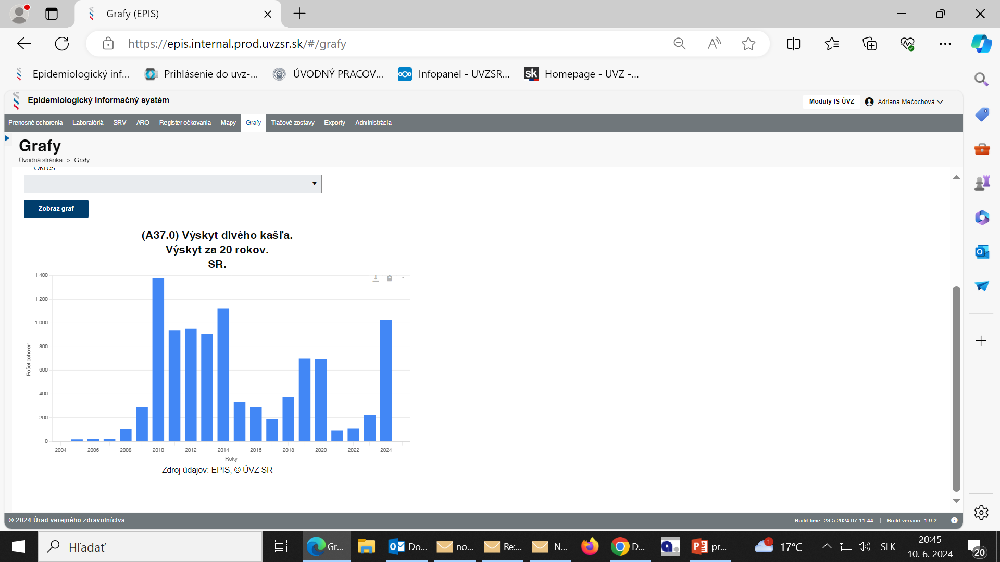 Grafy (EPIS)
https://epis.internal.prod.uvzsr.sk/#/grafy
Epidemiologický inf...
Prihlásenie do uvz-...
ÚVODNÝ PRACOV...
Infopanel - UVZSR...
Homepage - UVZ -...
Epidemiologický informačný systém
Moduly IS ÚVZ
Adriana Mečochová
Prenosné ochorenia Laboratóriá SRV ARO Register očkovania Mapy Grafy Tlačové zostavy Exporty Administrácia
Grafy
Úvodná stránka > Grafy
Okres
Zobraz graf
(A37.0) Výskyt divého kašľa.
Výskyt za 20 rokov.
SR.
1 400
1 200
1 000
800
600
400
200
0
Počet ochorení
2004 2006 2008 2010 2012 2014 2016 2018 2020 2022 2024
Roky
Zdroj údajov: EPIS, © ÚVZ SR
© 2024 Úrad verejného zdravotníctva
Build time: 23.5.2024 07:11:44 | Build version: 1.9.2 |
Hľadať
Gr...
Do...
no...
Re:...
N...
D...
a.
pr...
1
17°C
SLK
20:45
10. 6. 2024
20